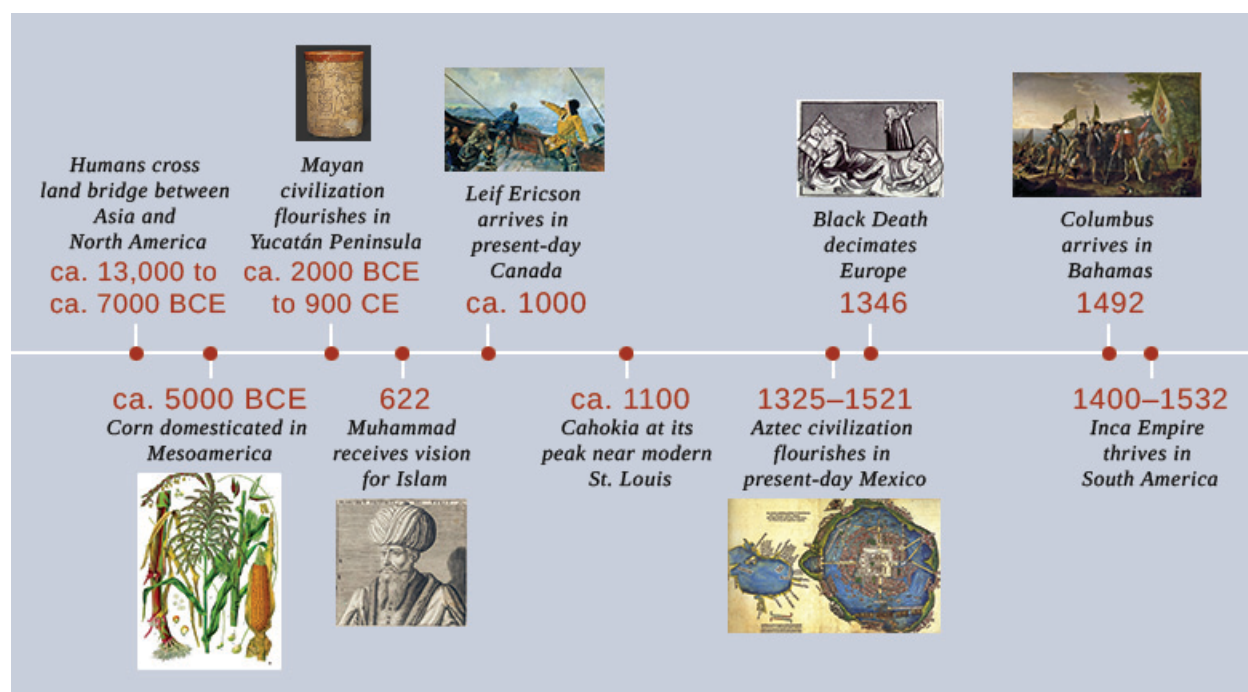 Humans cross
land bridge between
Asia and
North America
ca. 13,000 to
ca. 7000 BCE
Mayan
civilization
flourishes in
Yucatán Peninsula
ca. 2000 BCE
to 900 CE
Leif Ericson
arrives in
present-day
Canada
ca. 1000
Black Death
decimates
Europe
1346
Columbus
arrives in
Bahamas
1492
ca. 5000 BCE
Corn domesticated in
Mesoamerica
622
Muhammad
receives vision
for Islam
ca. 1100
Cahokia at its
peak near modern
St. Louis
1325–1521
Aztec civilization
flourishes in
present-day Mexico
1400–1532
Inca Empire
thrives in
South America